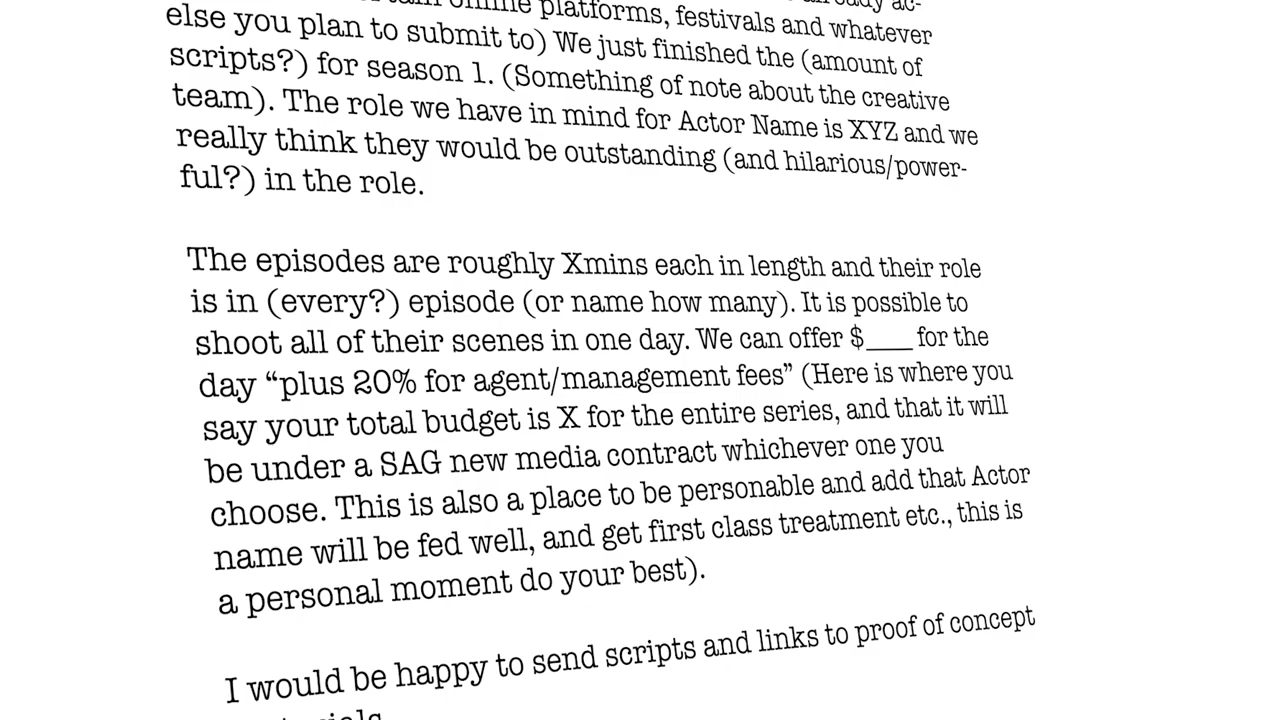 online platforms, festivals and whatever
else you plan to submit to) We just finished the (amount of
scripts?) for season 1. (Something of note about the creative
team). The role we have in mind for Actor Name is XYZ and we
really think they would be outstanding (and hilarious/power-
ful?) in the role.
The episodes are roughly Xmins each in length and their role
is in (every?) episode (or name how many). It is possible to
shoot all of their scenes in one day. We can offer $___ for the
day “plus 20% for agent/management fees” (Here is where you
say your total budget is X for the entire series, and that it will
be under a SAG new media contract whichever one you
choose. This is also a place to be personable and add that Actor
name will be fed well, and get first class treatment etc., this is
a personal moment do your best).
I would be happy to send scripts and links to proof of concept